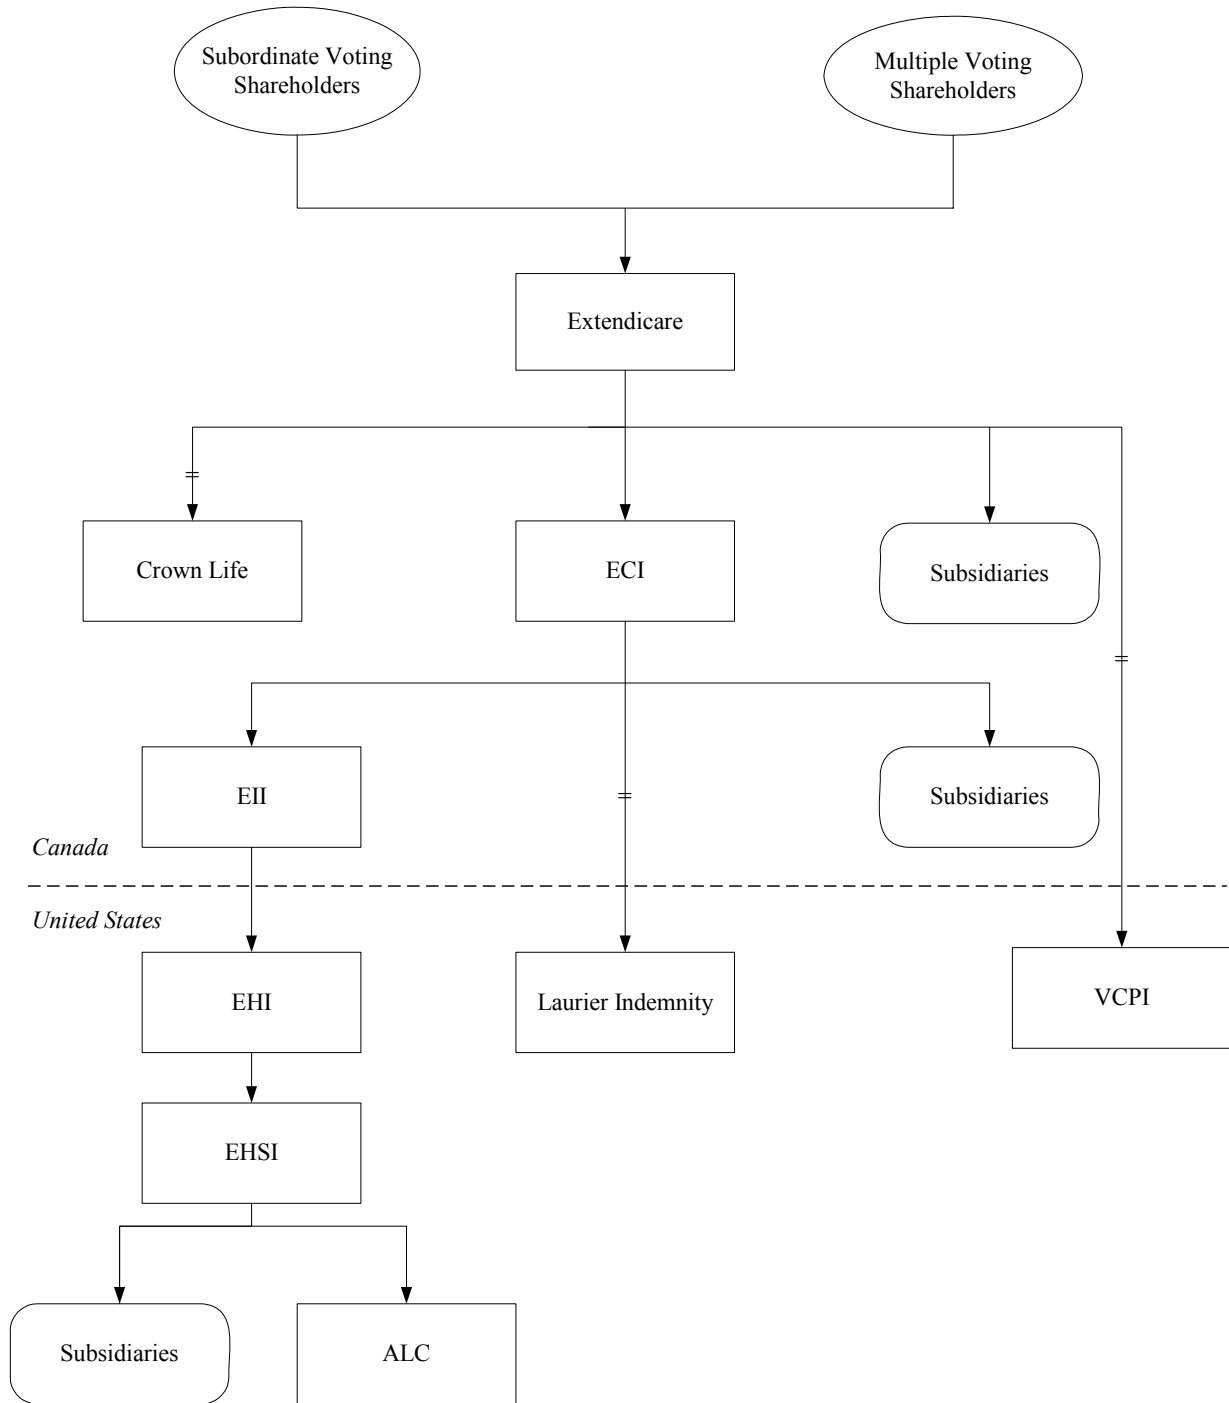 Subordinate Voting
Shareholders
Multiple Voting
Shareholders
Extendicare
Crown Life
ECI
Subsidiaries
EII
Subsidiaries
Canada
United States
EHI
Laurier Indemnity
VCPI
EHSI
Subsidiaries
ALC